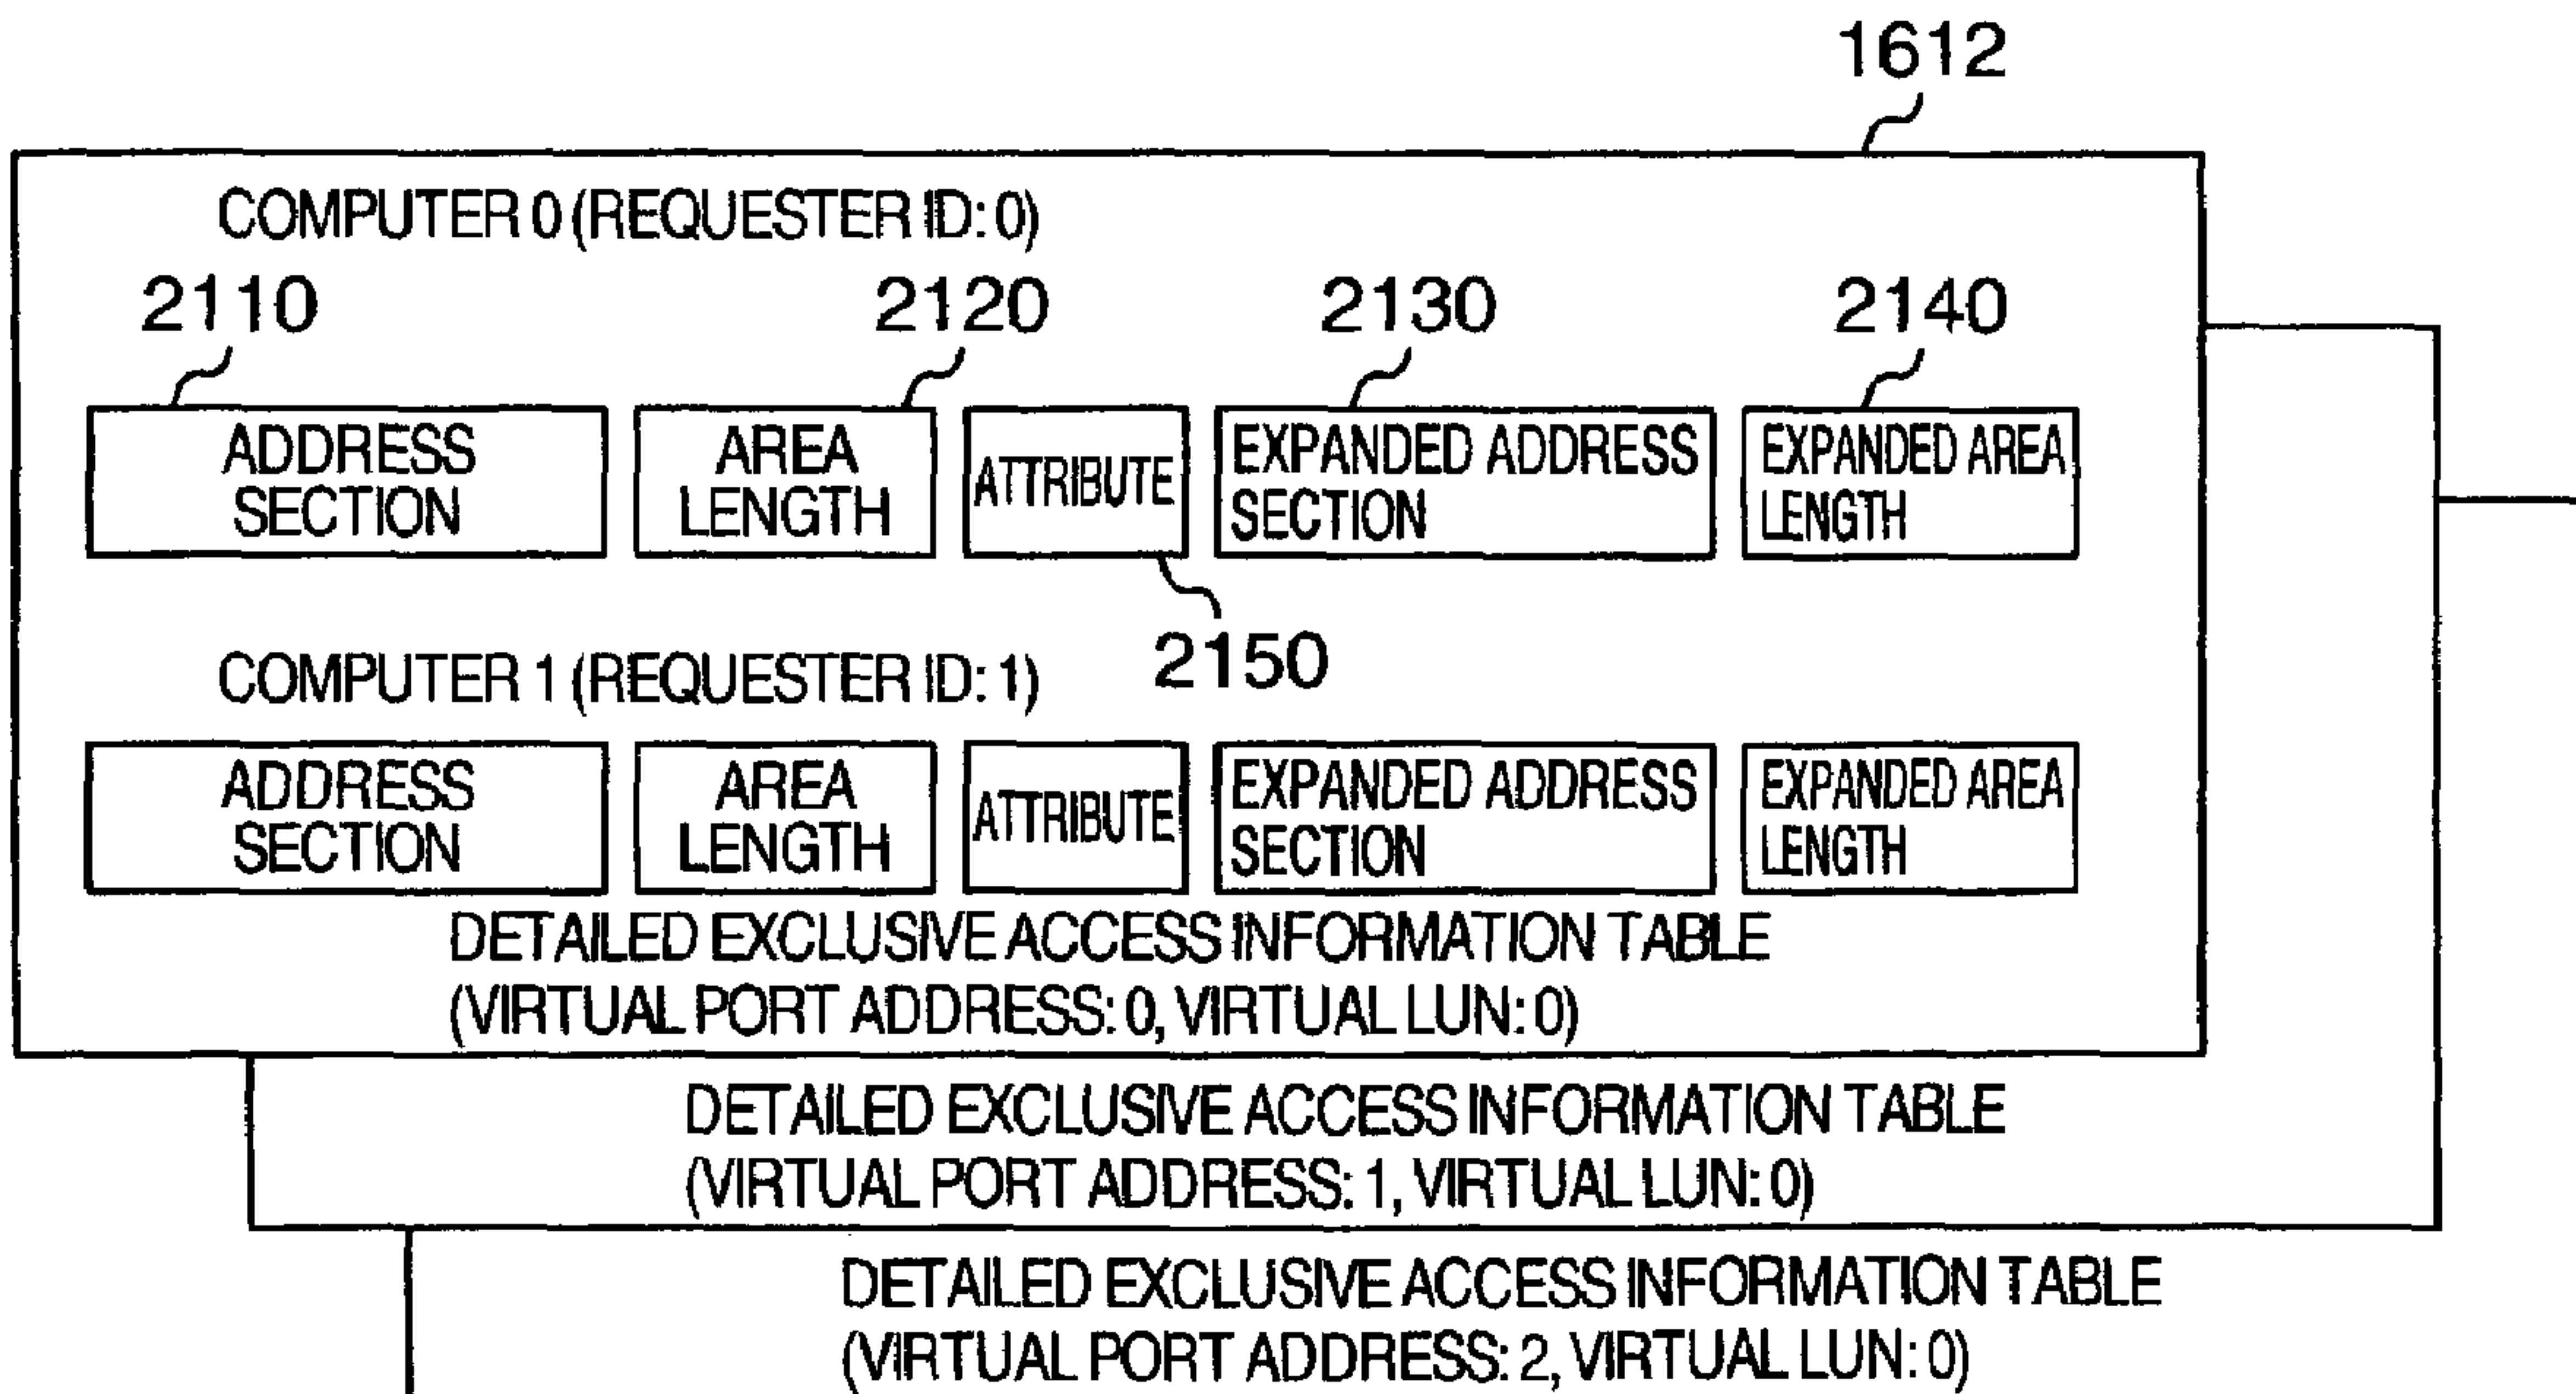 1612
COMPUTER 0 (REQUESTER ID: 0)
2110 2120 2130 2140
ADDRESS SECTION
AREA LENGTH
ATTRIBUTE
EXPANDED ADDRESS SECTION
EXPANDED AREA LENGTH
2150
COMPUTER 1 (REQUESTER ID: 1)
ADDRESS SECTION
AREA LENGTH
ATTRIBUTE
EXPANDED ADDRESS SECTION
EXPANDED AREA LENGTH
DETAILED EXCLUSIVE ACCESS INFORMATION TABLE
(VIRTUAL PORT ADDRESS: 0, VIRTUAL LUN: 0)
DETAILED EXCLUSIVE ACCESS INFORMATION TABLE
(VIRTUAL PORT ADDRESS: 1, VIRTUAL LUN: 0)
DETAILED EXCLUSIVE ACCESS INFORMATION TABLE
(VIRTUAL PORT ADDRESS: 2, VIRTUAL LUN: 0)